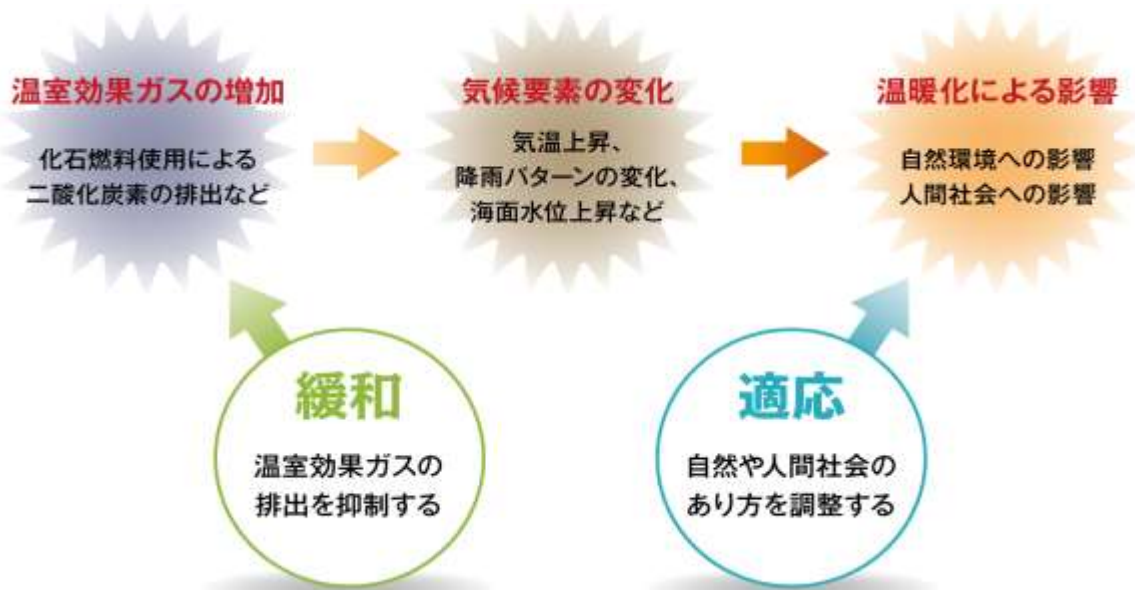 温室効果ガスの増加
化石燃料使用による
二酸化炭素の排出など
気候要素の変化
気温上昇、
降雨パターンの変化、
海面水位上昇など
温暖化による影響
自然環境への影響
人間社会への影響
緩和
温室効果ガスの
排出を抑制する
適応
自然や人間社会の
あり方を調整する